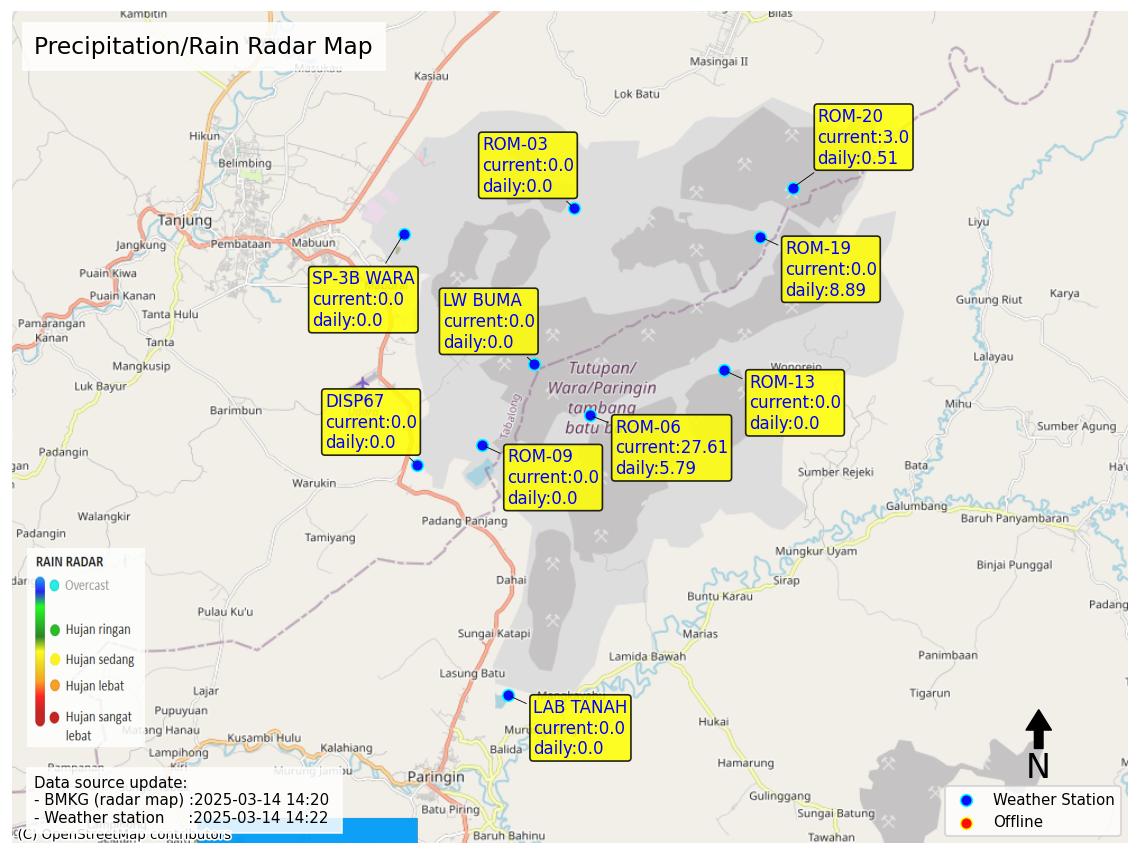 Kambitin
Bilas
Precipitation/Rain Radar Map
Masukau
Kasiau
Masingai II
Lok Batu
ROM-20
current:3.0
daily:0.51
ROM-03
current:0.0
daily:0.0
Hikun
Belimbing
Tanjung
Jangkung
Pembataan
Mabuun
Liyu
ROM-19
current:0.0
daily:8.89
SP-3B WARA
current:0.0
daily:0.0
Puain Kiwa
Puain Kanan
LW BUMA
current:0.0
daily:0.0
Gunung Riut
Karya
Tanta Hulu
Pamarangan
Kanan
Tanta
Mangkusip
Lalayau
Luk Bayur
Tutupan/
Wara/Paringin
tambang
batu b
Wonorejo
ROM-13
current:0.0
daily:0.0
Tabalong
DISP67
current:0.0
daily:0.0
Barimbun
Mihu
Sumber Agung
ROM-06
current:27.61
daily:5.79
Padangin
gan
ROM-09
current:0.0
daily:0.0
Bata
Sumber Rejeki
Warukin
Galumbang
Baruh Panyambaran
Walangkir
Padangin
Padang Panjang
Tamiyang
Mungkur Uyam
Binjai Punggal
RAIN RADAR
Overcast
Hujan ringan
Hujan sedang
Hujan lebat
Hujan sangat
lebat
Dahai
Sirap
Buntu Karau
Padang
Pulau Ku'u
Sungai Katapi
Marias
Lamida Bawah
Panimbaan
Lasung Batu
Tigarun
Lajar
Pupuyuan
Matang Hanau
LAB TANAH
current:0.0
daily:0.0
Muru
Hukai
Kusambi Hulu
Kalahiang
Lampihong
Balida
Hamarung
N
Murung Jambu
Paringin
Data source update:
- BMKG (radar map) :2025-03-14 14:20
- Weather station :2025-03-14 14:22
(C) OpenStreetMap contributors
Gulinggang
Batu Piring
Sungai Batung
Baruh Bahinu
Tawahan
Weather Station
Offline